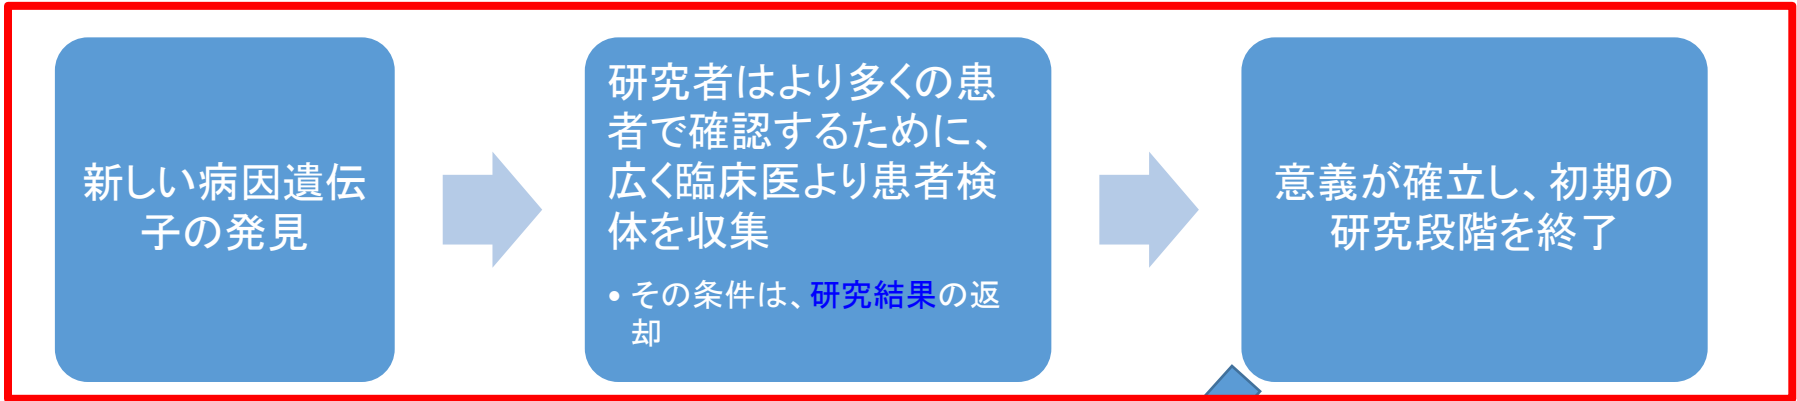 新しい病因遺伝
子の発見
研究者はより多くの患
者で確認するために、
広く臨床医より患者検
体を収集
• その条件は、研究結果の返
却
意義が確立し、初期の
研究段階を終了